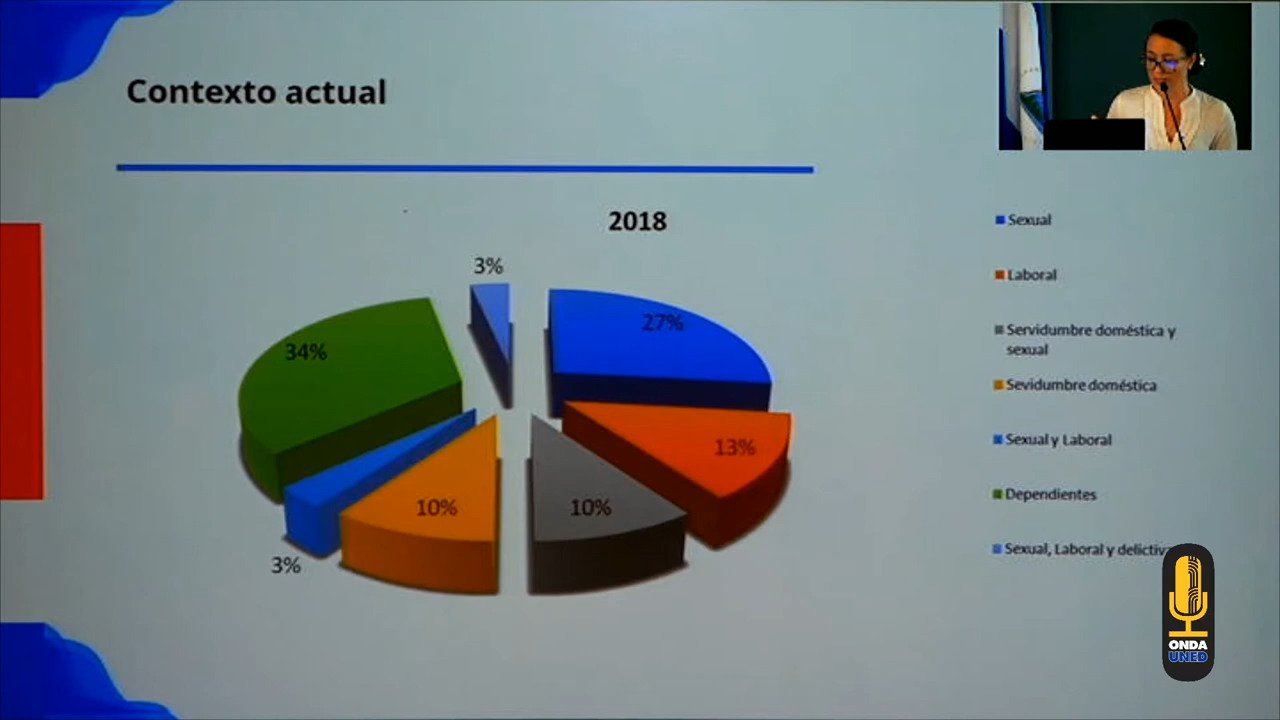 Contexto actual
2018
3%
27%
34%
13%
10%
10%
3%
Sexual
Laboral
Servidumbre doméstica y
sexual
Sevidumbre doméstica
Sexual y Laboral
Dependientes
Sexual, Laboral y delictiva
ONDA
UNED